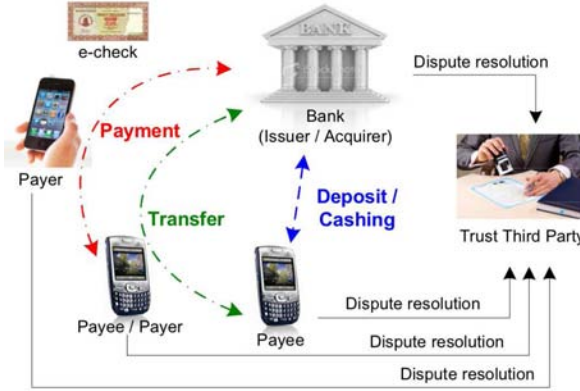 e-check
BANK
Dispute resolution
Bank
(Issuer / Acquirer)
Payment
Payer
Deposit /
Cashing
Transfer
Trust Third Party
Dispute resolution
Payee / Payer
Payee
Dispute resolution
Dispute resolution